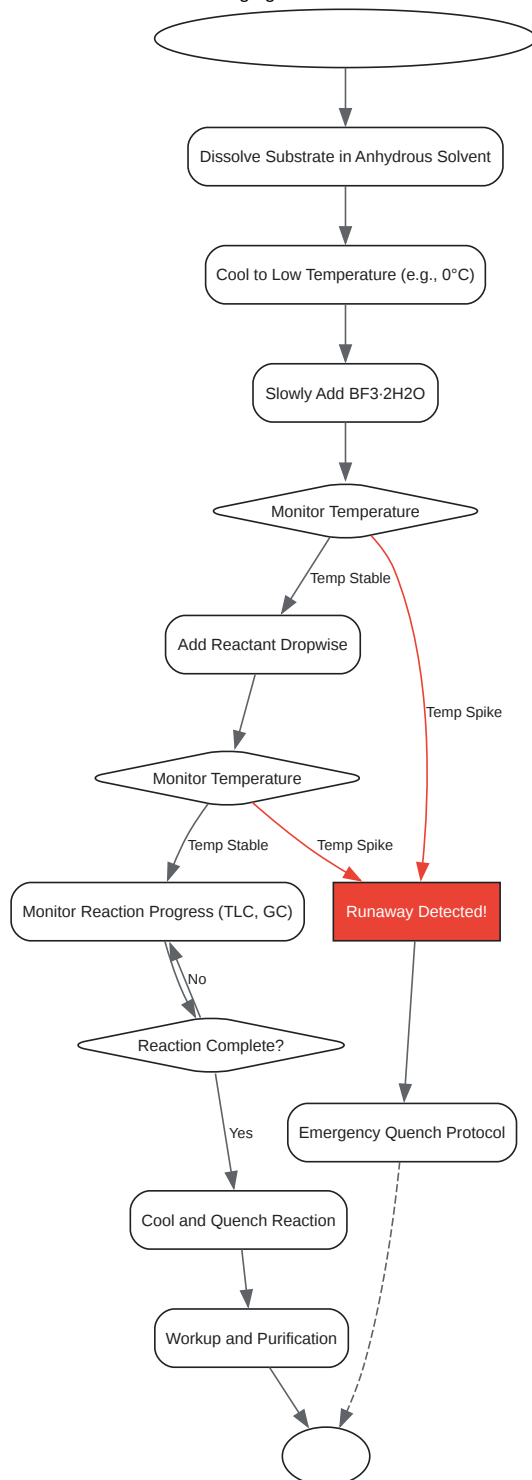 Dissolve Substrate in Anhydrous Solvent
Cool to Low Temperature (e.g., 0°C)
Slowly Add BF3·2H2O
Monitor Temperature
Temp Stable
Add Reactant Dropwise
Temp Spike
Monitor Temperature
Temp Stable
Temp Spike
Monitor Reaction Progress (TLC, GC)
Runaway Detected!
No
Reaction Complete?
Emergency Quench Protocol
Yes
Cool and Quench Reaction
Workup and Purification